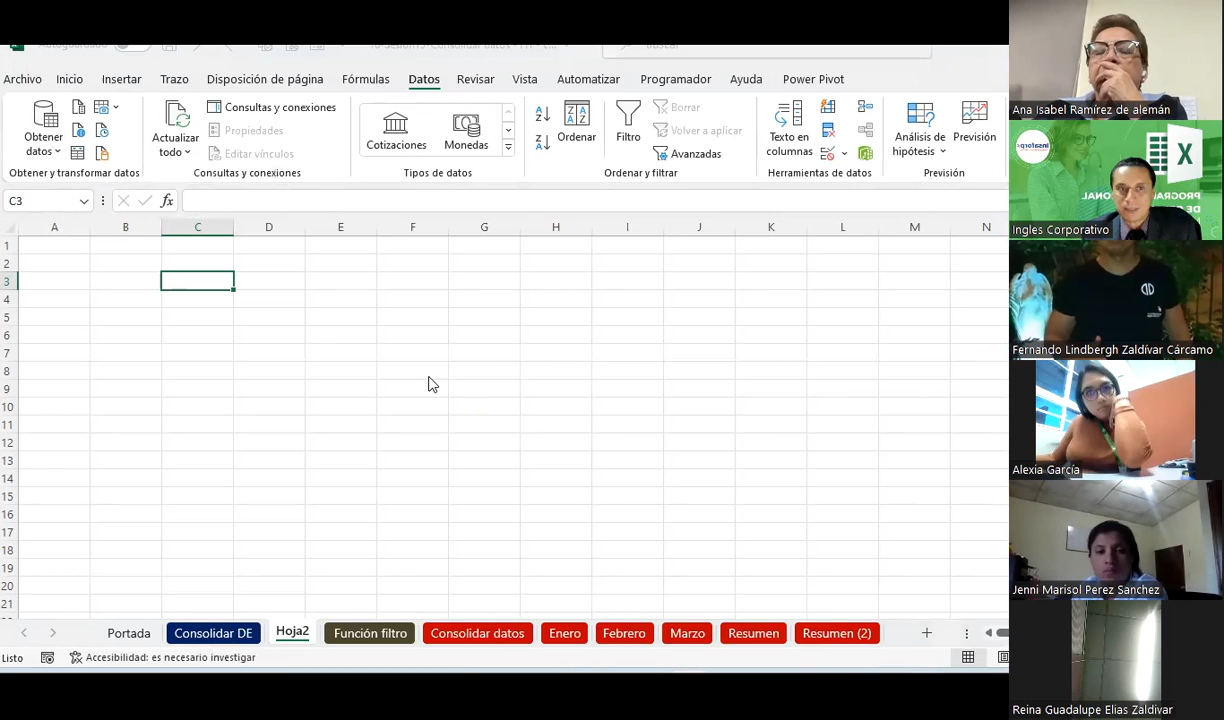 Archivo Inicio Insertar Trazo Disposición de página Fórmulas Datos Revisar Vista Automatizar Programador Ayuda Power Pivot
Obtener datos
Obtener y transformar datos
Actualizar todo
Consultas y conexiones
Propiedades
Editar vínculos
Consultas y conexiones
Cotizaciones
Monedas
Tipos de datos
Ordenar
Filtro
Borrar
Volver a aplicar
Avanzadas
Ordenar y filtrar
Texto en columnas
Herramientas de datos
Análisis de hipótesis
Previsión
Previsión
C3
fx
A B C D E F G H I J K L M N
1
2
3
4
5
6
7
8
9
10
11
12
13
14
15
16
17
18
19
20
21
Portada Consolidar DE Hoja2 Función filtro Consolidar datos Enero Febrero Marzo Resumen Resumen (2)
Listo Accesibilidad: es necesario investigar
Ana Isabel Ramírez de alemán
insaforp
X
Ingles Corporativo
Fernando Lindbergh Zaldívar Cárcamo
Alexia García
Jenni Marisol Perez Sanchez
Reina Guadalupe Elias Zaldivar